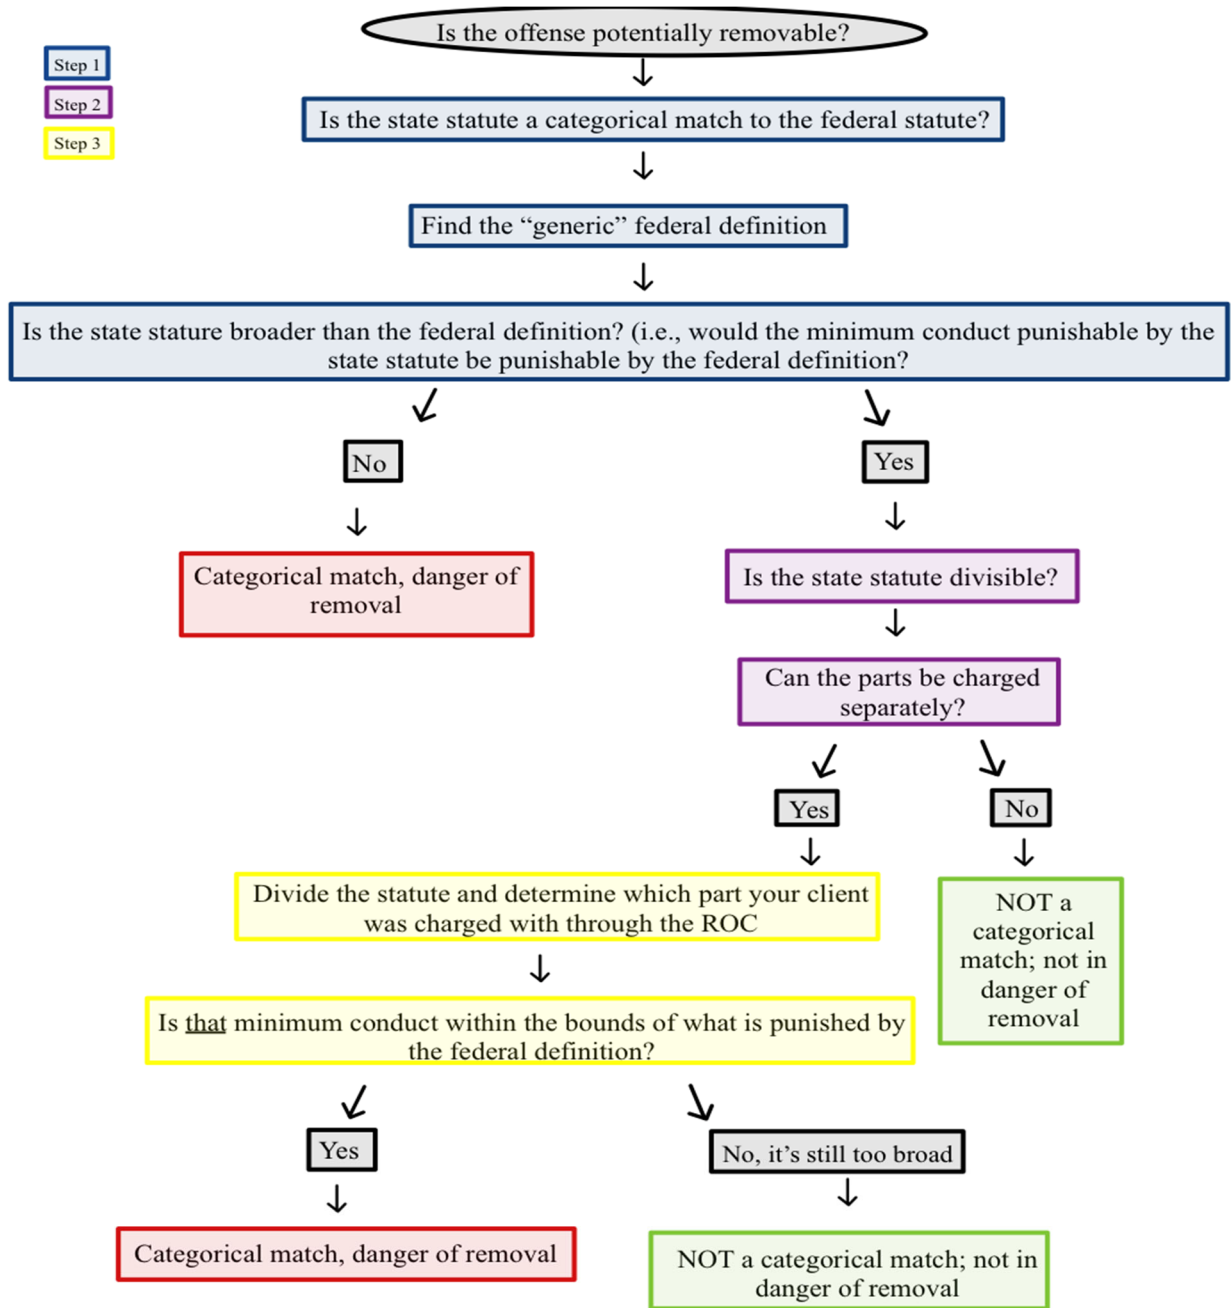 Is the offense potentially removable?
Step 1
Step 2
Step 3
Is the state statute a categorical match to the federal statute?
Find the “generic” federal definition
Is the state stature broader than the federal definition? (i.e., would the minimum conduct punishable by the
state statute be punishable by the federal definition?
No
Yes
Categorical match, danger of
removal
Is the state statute divisible?
Can the parts be charged
separately?
Yes
No
Divide the statute and determine which part your client
was charged with through the ROC
NOT a
categorical
match; not in
danger of
removal
Is that minimum conduct within the bounds of what is punished by
the federal definition?
Yes
No, it’s still too broad
Categorical match, danger of removal
NOT a categorical match; not in
danger of removal